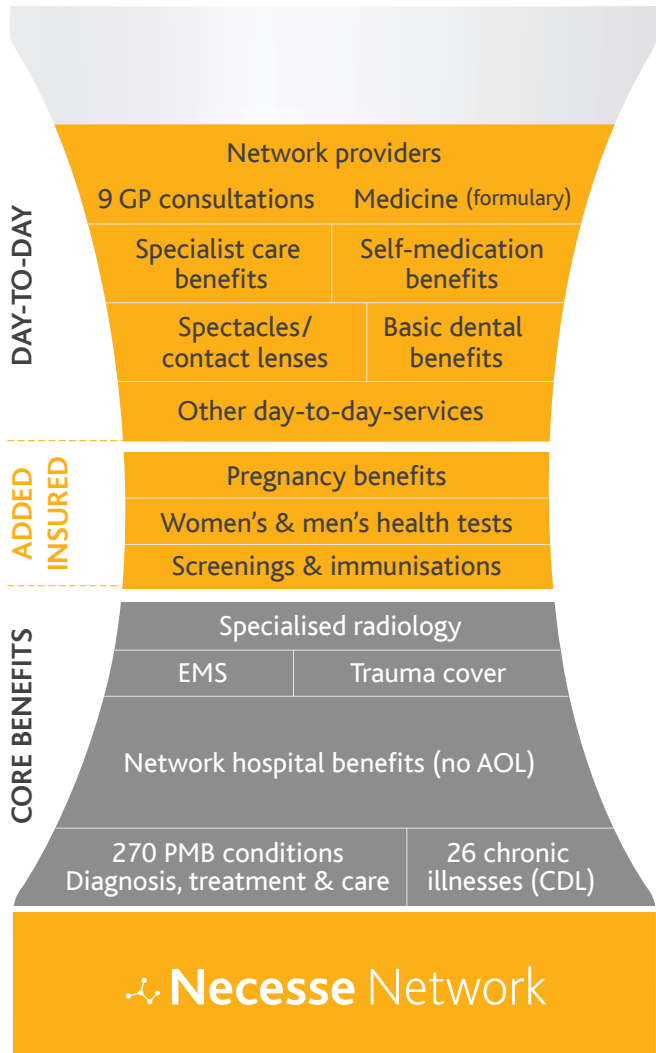 DAY-TO-DAY
Network providers
9 GP consultations
Medicine (formulary)
Specialist care
benefits
Self-medication
benefits
Spectacles/
contact lenses
Basic dental
benefits
Other day-to-day-services
ADDED
INSURED
Pregnancy benefits
Women's & men's health tests
Screenings & immunisations
CORE BENEFITS
Specialised radiology
EMS
Trauma cover
Network hospital benefits (no AOL)
270 PMB conditions
Diagnosis, treatment & care
26 chronic
illnesses (CDL)
Necesse Network